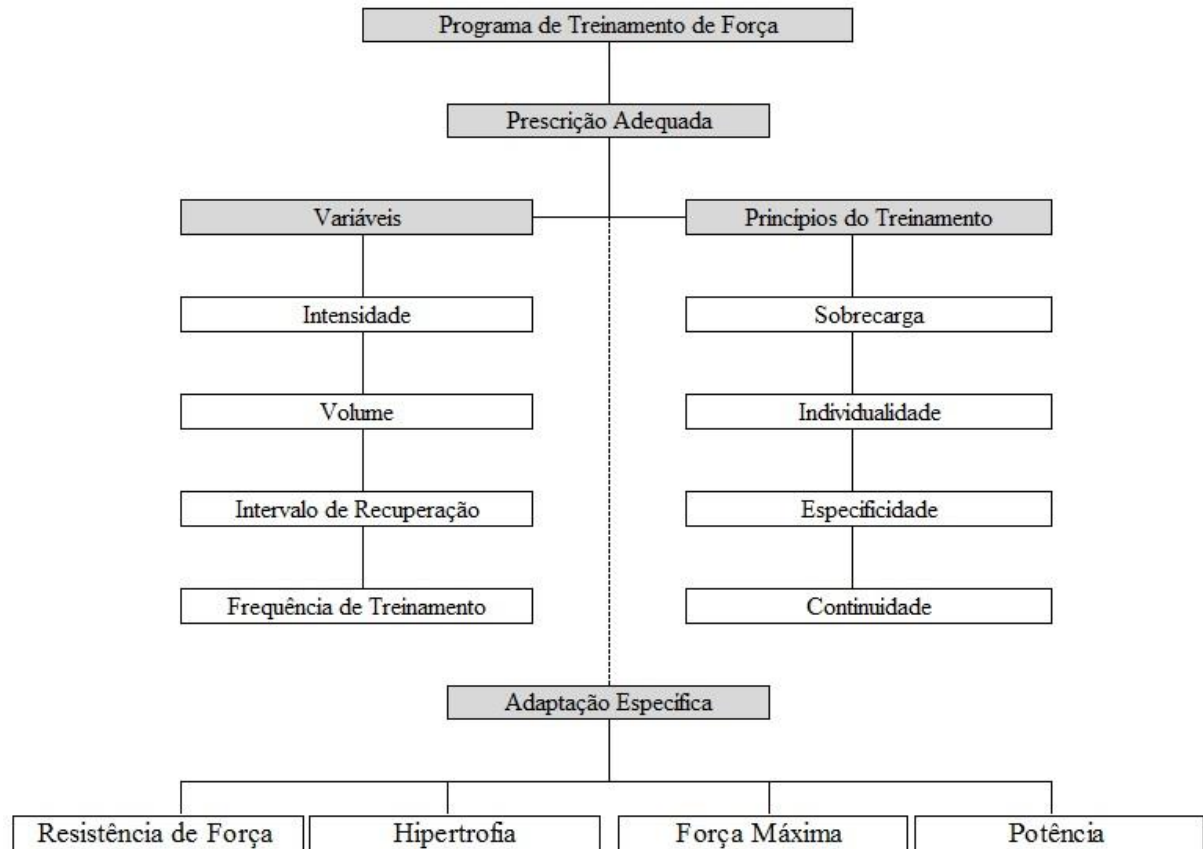 Programa de Treinamento de Força
Prescrição Adequada
Variáveis
Principios do Treinamento
Intensidade
Sobrecarga
Volume
Individualidade
Intervalo de Recuperação
Especificidade
Frequência de Treinamento
Continuidade
Adaptação Específica
Resistência de Força
Hipertrofia
Força Máxima
Potência